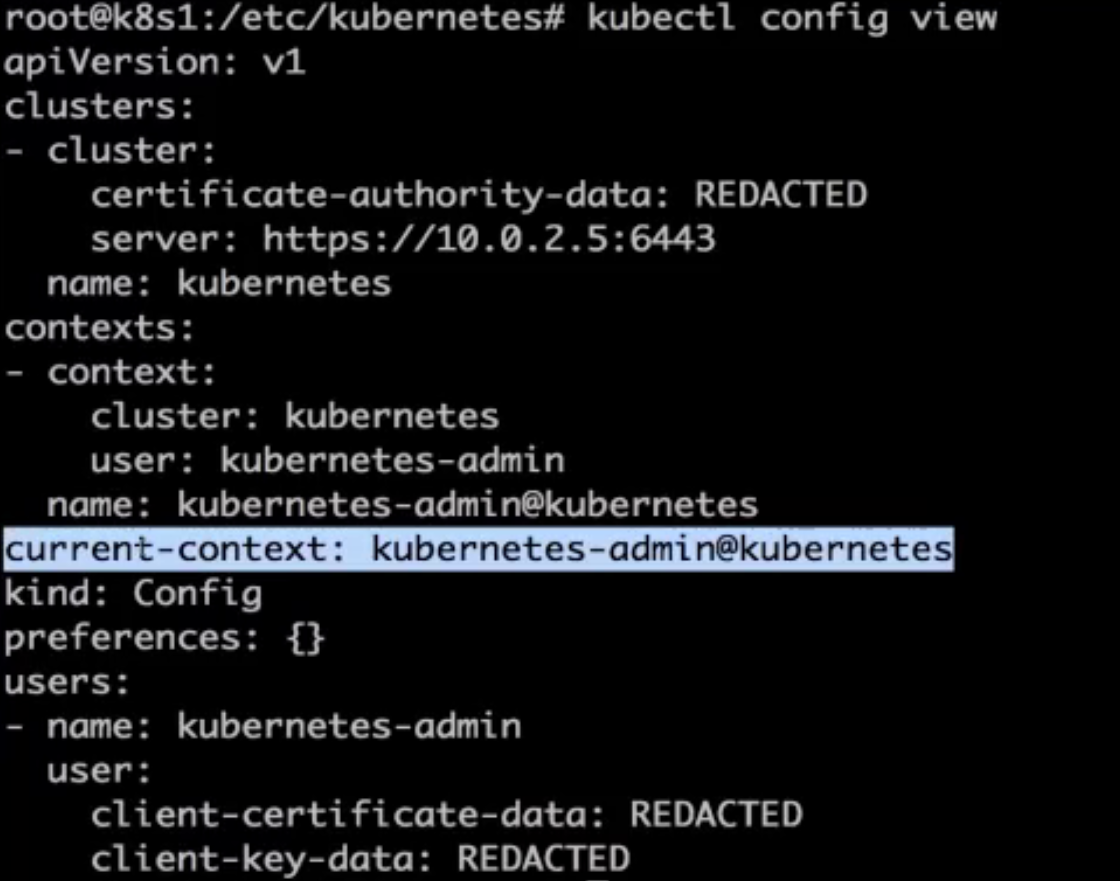 root@k8s1:/etc/kubernetes# kubectl config view
apiVersion: v1
clusters:
- cluster:
    certificate-authority-data: REDACTED
    server: https://10.0.2.5:6443
  name: kubernetes
contexts:
- context:
    cluster: kubernetes
    user: kubernetes-admin
  name: kubernetes-admin@kubernetes
current-context: kubernetes-admin@kubernetes
kind: Config
preferences: {}
users:
- name: kubernetes-admin
  user:
    client-certificate-data: REDACTED
    client-key-data: REDACTED